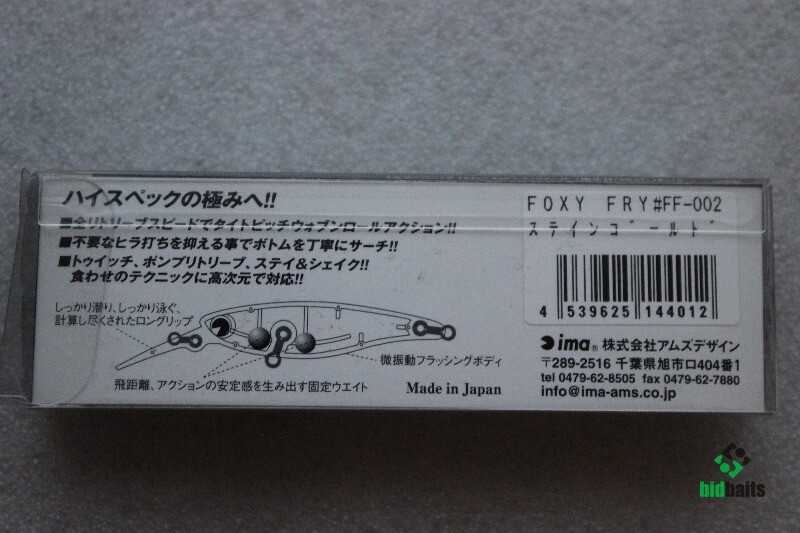 ハイスペックの極みへ!!
■全リトリーブスピードでタイトピッチウォブンロールアクション!!
■不要なヒラ打ちを抑える事でボトムを丁寧にサーチ!!
■トゥイッチ、ポンプリトリーブ、ステイ&シェイク!!
食わせのテクニックに高次元で対応!!
しっかり潜り、しっかり泳ぐ、
計算し尽くされたロングリップ
微振動フラッシングボディ
飛距離、アクションの安定感を生み出す固定ウエイト
Made in Japan
FOXY FRY#FF-002
ステインゴールド
4 539625 144012
ima® 株式会社アムズデザイン
〒289-2516 千葉県旭市ロ404番1
tel 0479-62-8505 fax 0479-62-7880
info@ima-ams.co.jp
bidbaits